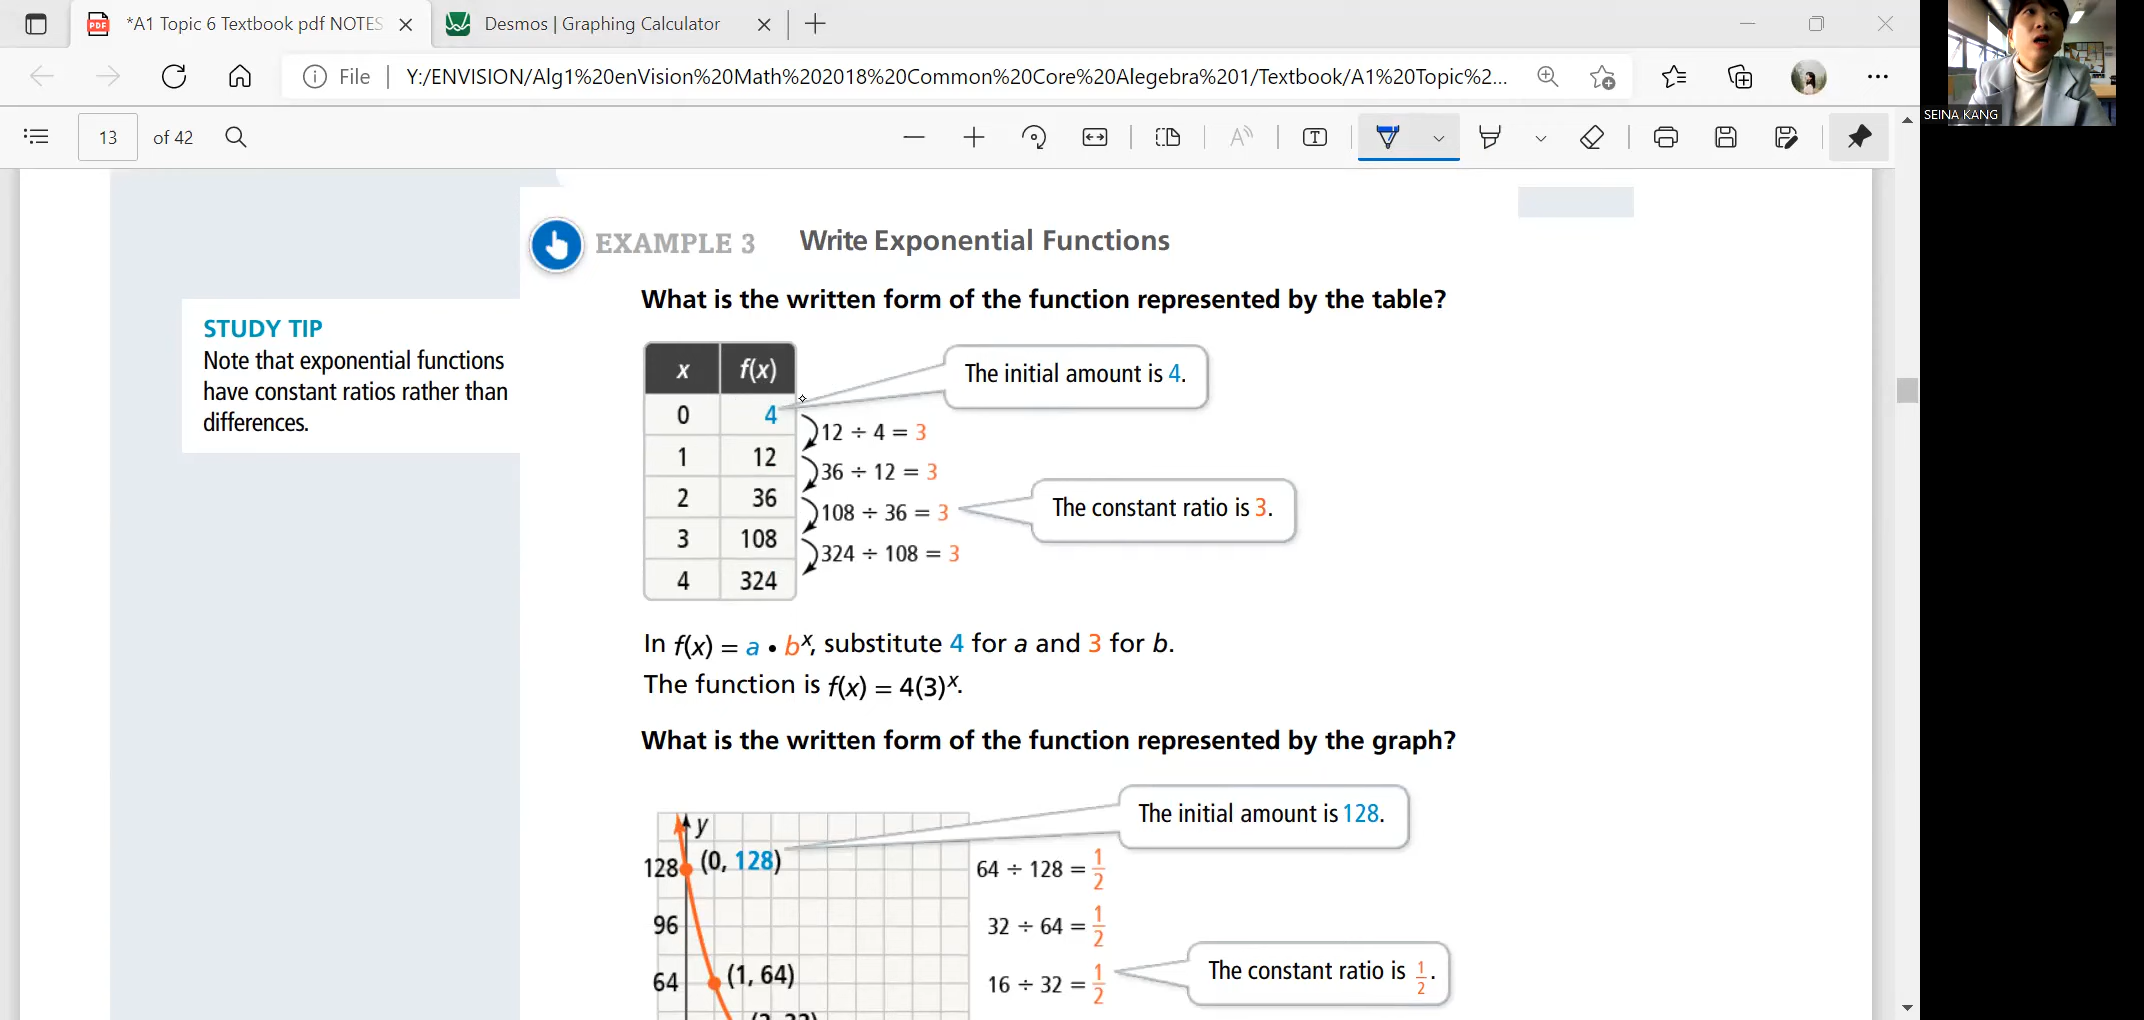 *A1 Topic 6 Textbook pdf NOTES
Desmos | Graphing Calculator
File
Y:/ENVISION/Alg1%20enVision%20Math%202018%20Common%20Core%20Alegebra%201/Textbook/A1%20Topic%2...
13 of 42
SEINA KANG
EXAMPLE 3 Write Exponential Functions
What is the written form of the function represented by the table?
STUDY TIP
Note that exponential functions
have constant ratios rather than
differences.
x f(x)
0 4
1 12
2 36
3 108
4 324
The initial amount is 4.
12 ÷ 4 = 3
36 ÷ 12 = 3
108 ÷ 36 = 3
324 ÷ 108 = 3
The constant ratio is 3.
In f(x) = a • bˣ, substitute 4 for a and 3 for b.
The function is f(x) = 4(3)ˣ.
What is the written form of the function represented by the graph?
The initial amount is 128.
y
128 (0, 128)
96
64 (1, 64)
64 ÷ 128 = 1/2
32 ÷ 64 = 1/2
16 ÷ 32 = 1/2
The constant ratio is 1/2.